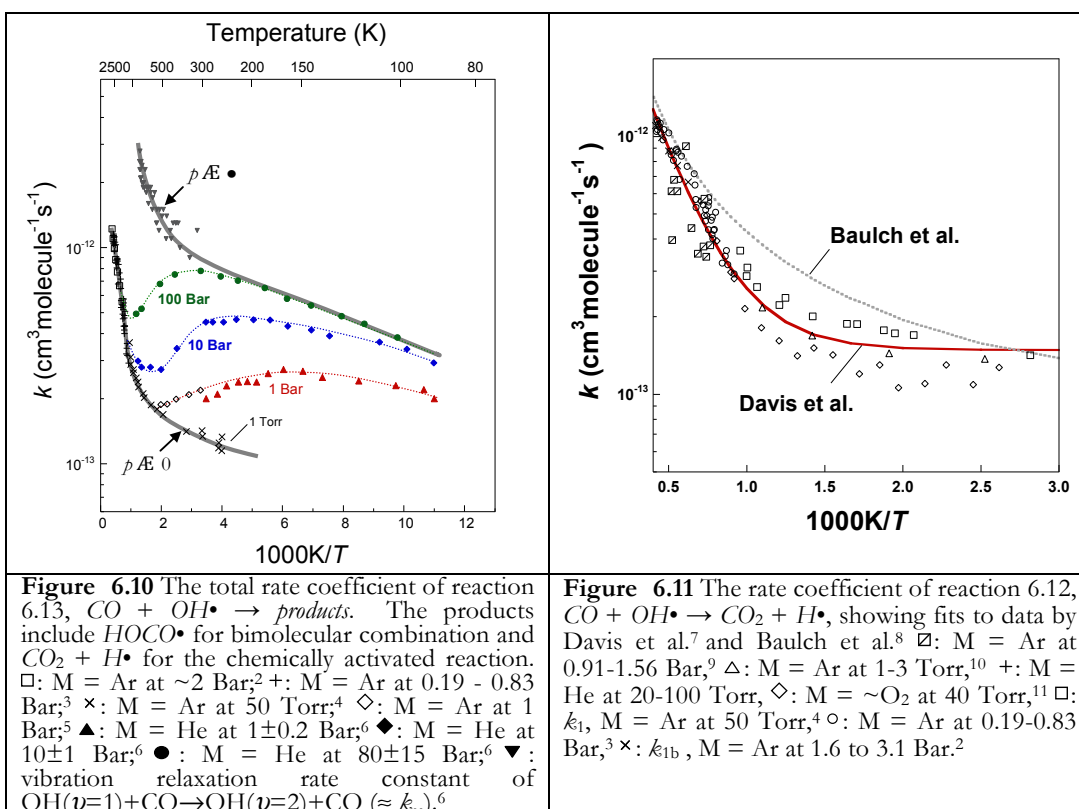 Temperature (K)
2500 500 300 200 150 100 80
k (cm³molecule⁻¹s⁻¹)
10⁻¹²
10⁻¹³
p Æ •
100 Bar
10 Bar
1 Bar
1 Torr
p Æ 0
0 2 4 6 8 10 11 12
1000K/T
k (cm³molecule⁻¹s⁻¹)
10⁻¹²
10⁻¹³
Baulch et al.
Davis et al.
0.5 1.0 1.5 2.0 2.5 3.0
1000K/T
Figure 6.10 The total rate coefficient of reaction
6.13, CO + OH• → products. The products
include HOCO• for bimolecular combination and
CO₂ + H• for the chemically activated reaction.
□: M = Ar at ~2 Bar;² +: M = Ar at 0.19 - 0.83
Bar;³ ×: M = Ar at 50 Torr;⁴ ◇: M = Ar at 1
Bar;⁵ ▲: M = He at 1±0.2 Bar;⁶ ◆: M = He at
10±1 Bar;⁶ ●: M = He at 80±15 Bar;⁶ ▼:
vibration relaxation rate constant of
OH(ν=1)+CO→OH(ν=2)+CO (≈ k∞).⁶
Figure 6.11 The rate coefficient of reaction 6.12,
CO + OH• → CO₂ + H•, showing fits to data by
Davis et al.⁷ and Baulch et al.⁸ ⍁: M = Ar at
0.91-1.56 Bar,⁹ △: M = Ar at 1-3 Torr,¹⁰ +: M =
He at 20-100 Torr, ◇: M = ~O₂ at 40 Torr,¹¹ □:
k₁, M = Ar at 50 Torr,⁴ ○: M = Ar at 0.19-0.83
Bar,³ ×: k₁b , M = Ar at 1.6 to 3.1 Bar.²